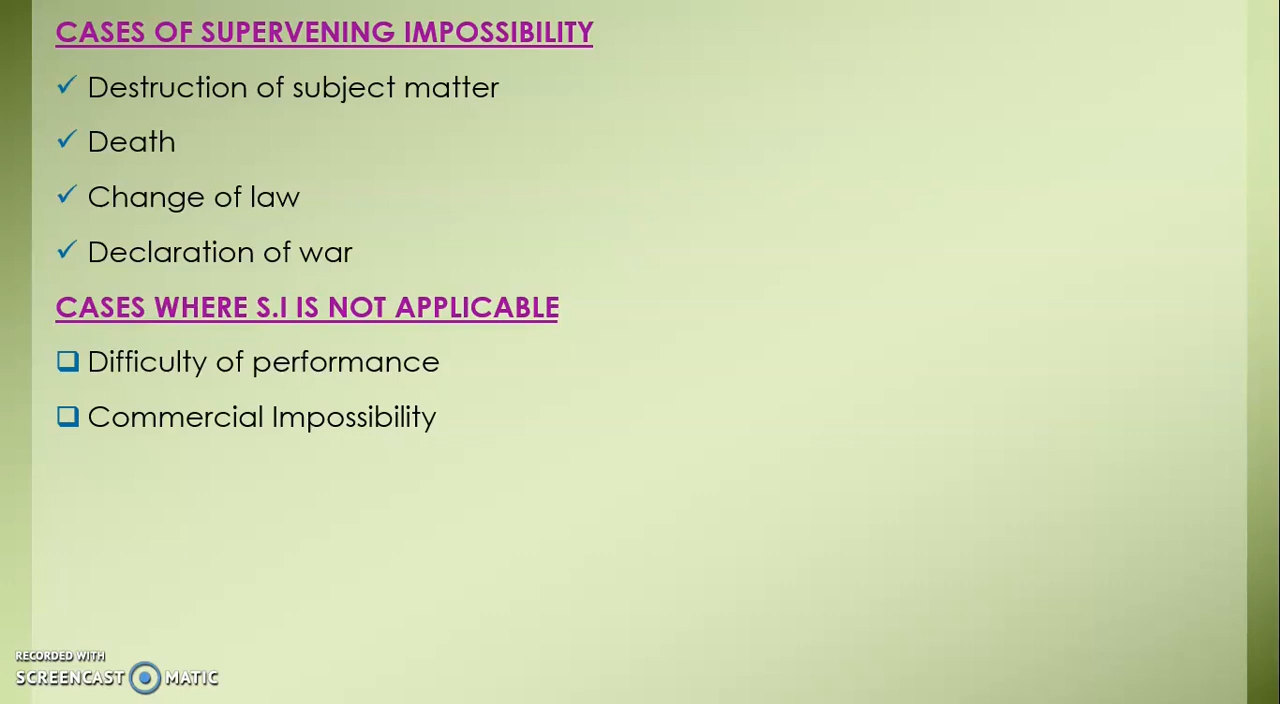 CASES OF SUPERVENING IMPOSSIBILITY
Destruction of subject matter
Death
Change of law
Declaration of war
CASES WHERE S.I IS NOT APPLICABLE
Difficulty of performance
Commercial Impossibility
RECORDED WITH
SCREENCAST MATIC